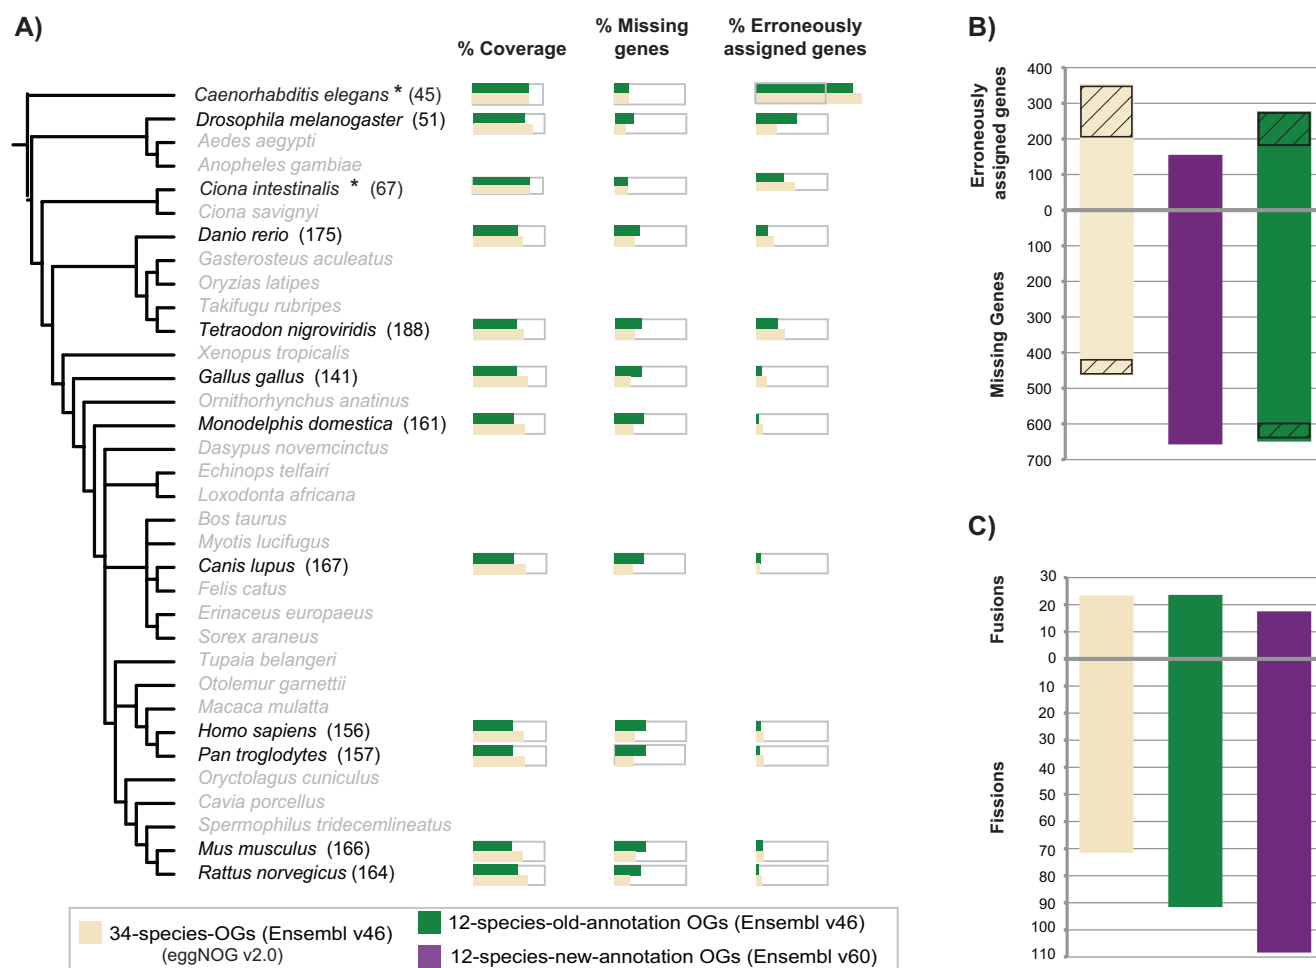 A)
% Coverage
% Missing
genes
% Erroneously
assigned genes
Caenorhabditis elegans * (45)
Drosophila melanogaster (51)
Aedes aegypti
Anopheles gambiae
Ciona intestinalis * (67)
Ciona savignyi
Danio rerio (175)
Gasterosteus aculeatus
Oryzias latipes
Takifugu rubripes
Tetraodon nigroviridis (188)
Xenopus tropicalis
Gallus gallus (141)
Ornithorhynchus anatinus
Monodelphis domestica (161)
Dasypus novemcinctus
Echinops telfairi
Loxodonta africana
Bos taurus
Myotis lucifugus
Canis lupus (167)
Felis catus
Erinaceus europaeus
Sorex araneus
Tupaia belangeri
Otolemur garnettii
Macaca mulatta
Homo sapiens (156)
Pan troglodytes (157)
Oryctolagus cuniculus
Cavia porcellus
Spermophilus tridecemlineatus
Mus musculus (166)
Rattus norvegicus (164)
34-species-OGs (Ensembl v46)
(eggNOG v2.0)
12-species-old-annotation OGs (Ensembl v46)
12-species-new-annotation OGs (Ensembl v60)
B)
Erroneously
assigned genes
Missing Genes
400
300
200
100
0
100
200
300
400
500
600
700
C)
Fusions
Fissions
30
20
10
0
10
20
30
40
50
60
70
80
90
100
110